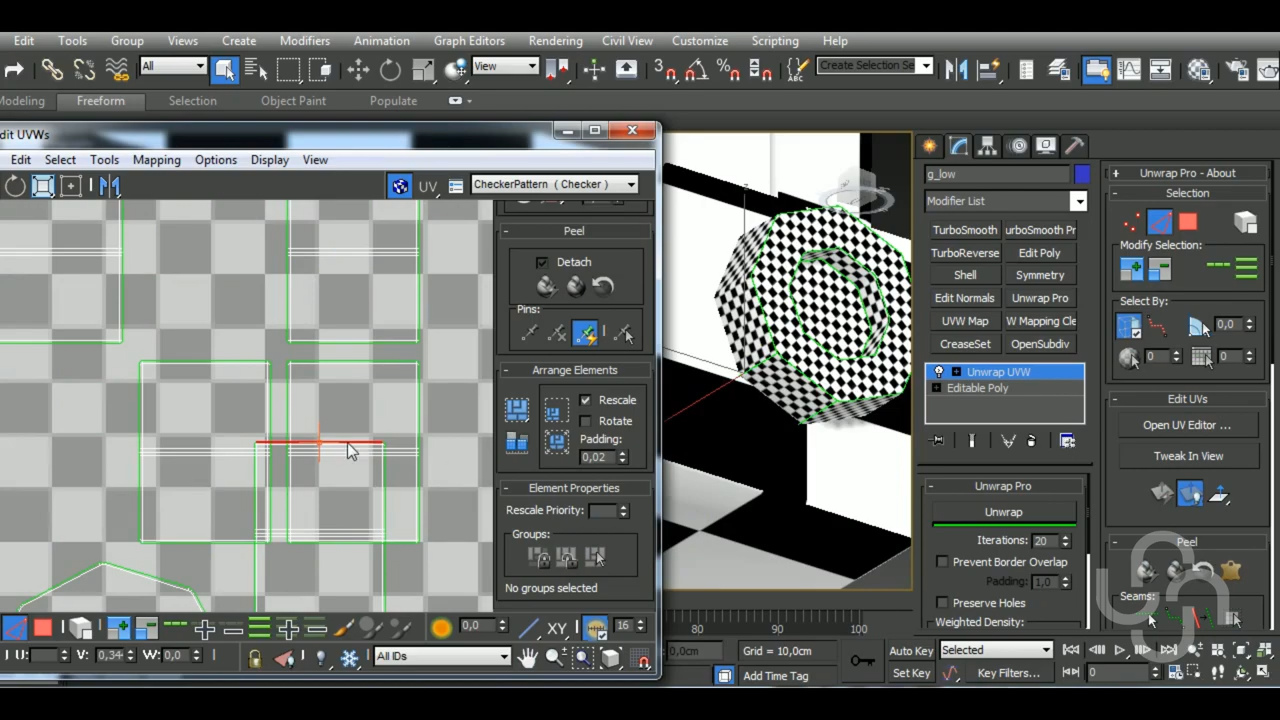 Edit Tools Group Views Create Modifiers Animation Graph Editors Rendering Civil View Customize Scripting Help
All View 3 % ABC Create Selection Se
Modeling Freeform Selection Object Paint Populate
dit UVWs
Edit Select Tools Mapping Options Display View
UV CheckerPattern ( Checker )
- Peel
Detach
Pins:
- Arrange Elements
Rescale
Rotate
Padding:
0,02
- Element Properties
Rescale Priority:
Groups:
No groups selected
0,0 XY 16
U: V: 0,34 W: 0,0 All IDs
g_low
Modifier List
TurboSmooth urboSmooth Pr
TurboReverse Edit Poly
Shell Symmetry
Edit Normals Unwrap Pro
UVW Map W Mapping Cle
CreaseSet OpenSubdiv
Unwrap UVW
Editable Poly
- Unwrap Pro
Unwrap
Iterations: 20
Prevent Border Overlap
Padding: 1,0
Preserve Holes
Weighted Density:
+ Unwrap Pro - About
- Selection
Modify Selection:
Select By:
0,0
0 0
- Edit UVs
Open UV Editor ...
Tweak In View
- Peel
Seams:
80 90 100
0,0cm Grid = 10,0cm Auto Key Selected
Add Time Tag Set Key Key Filters... 0